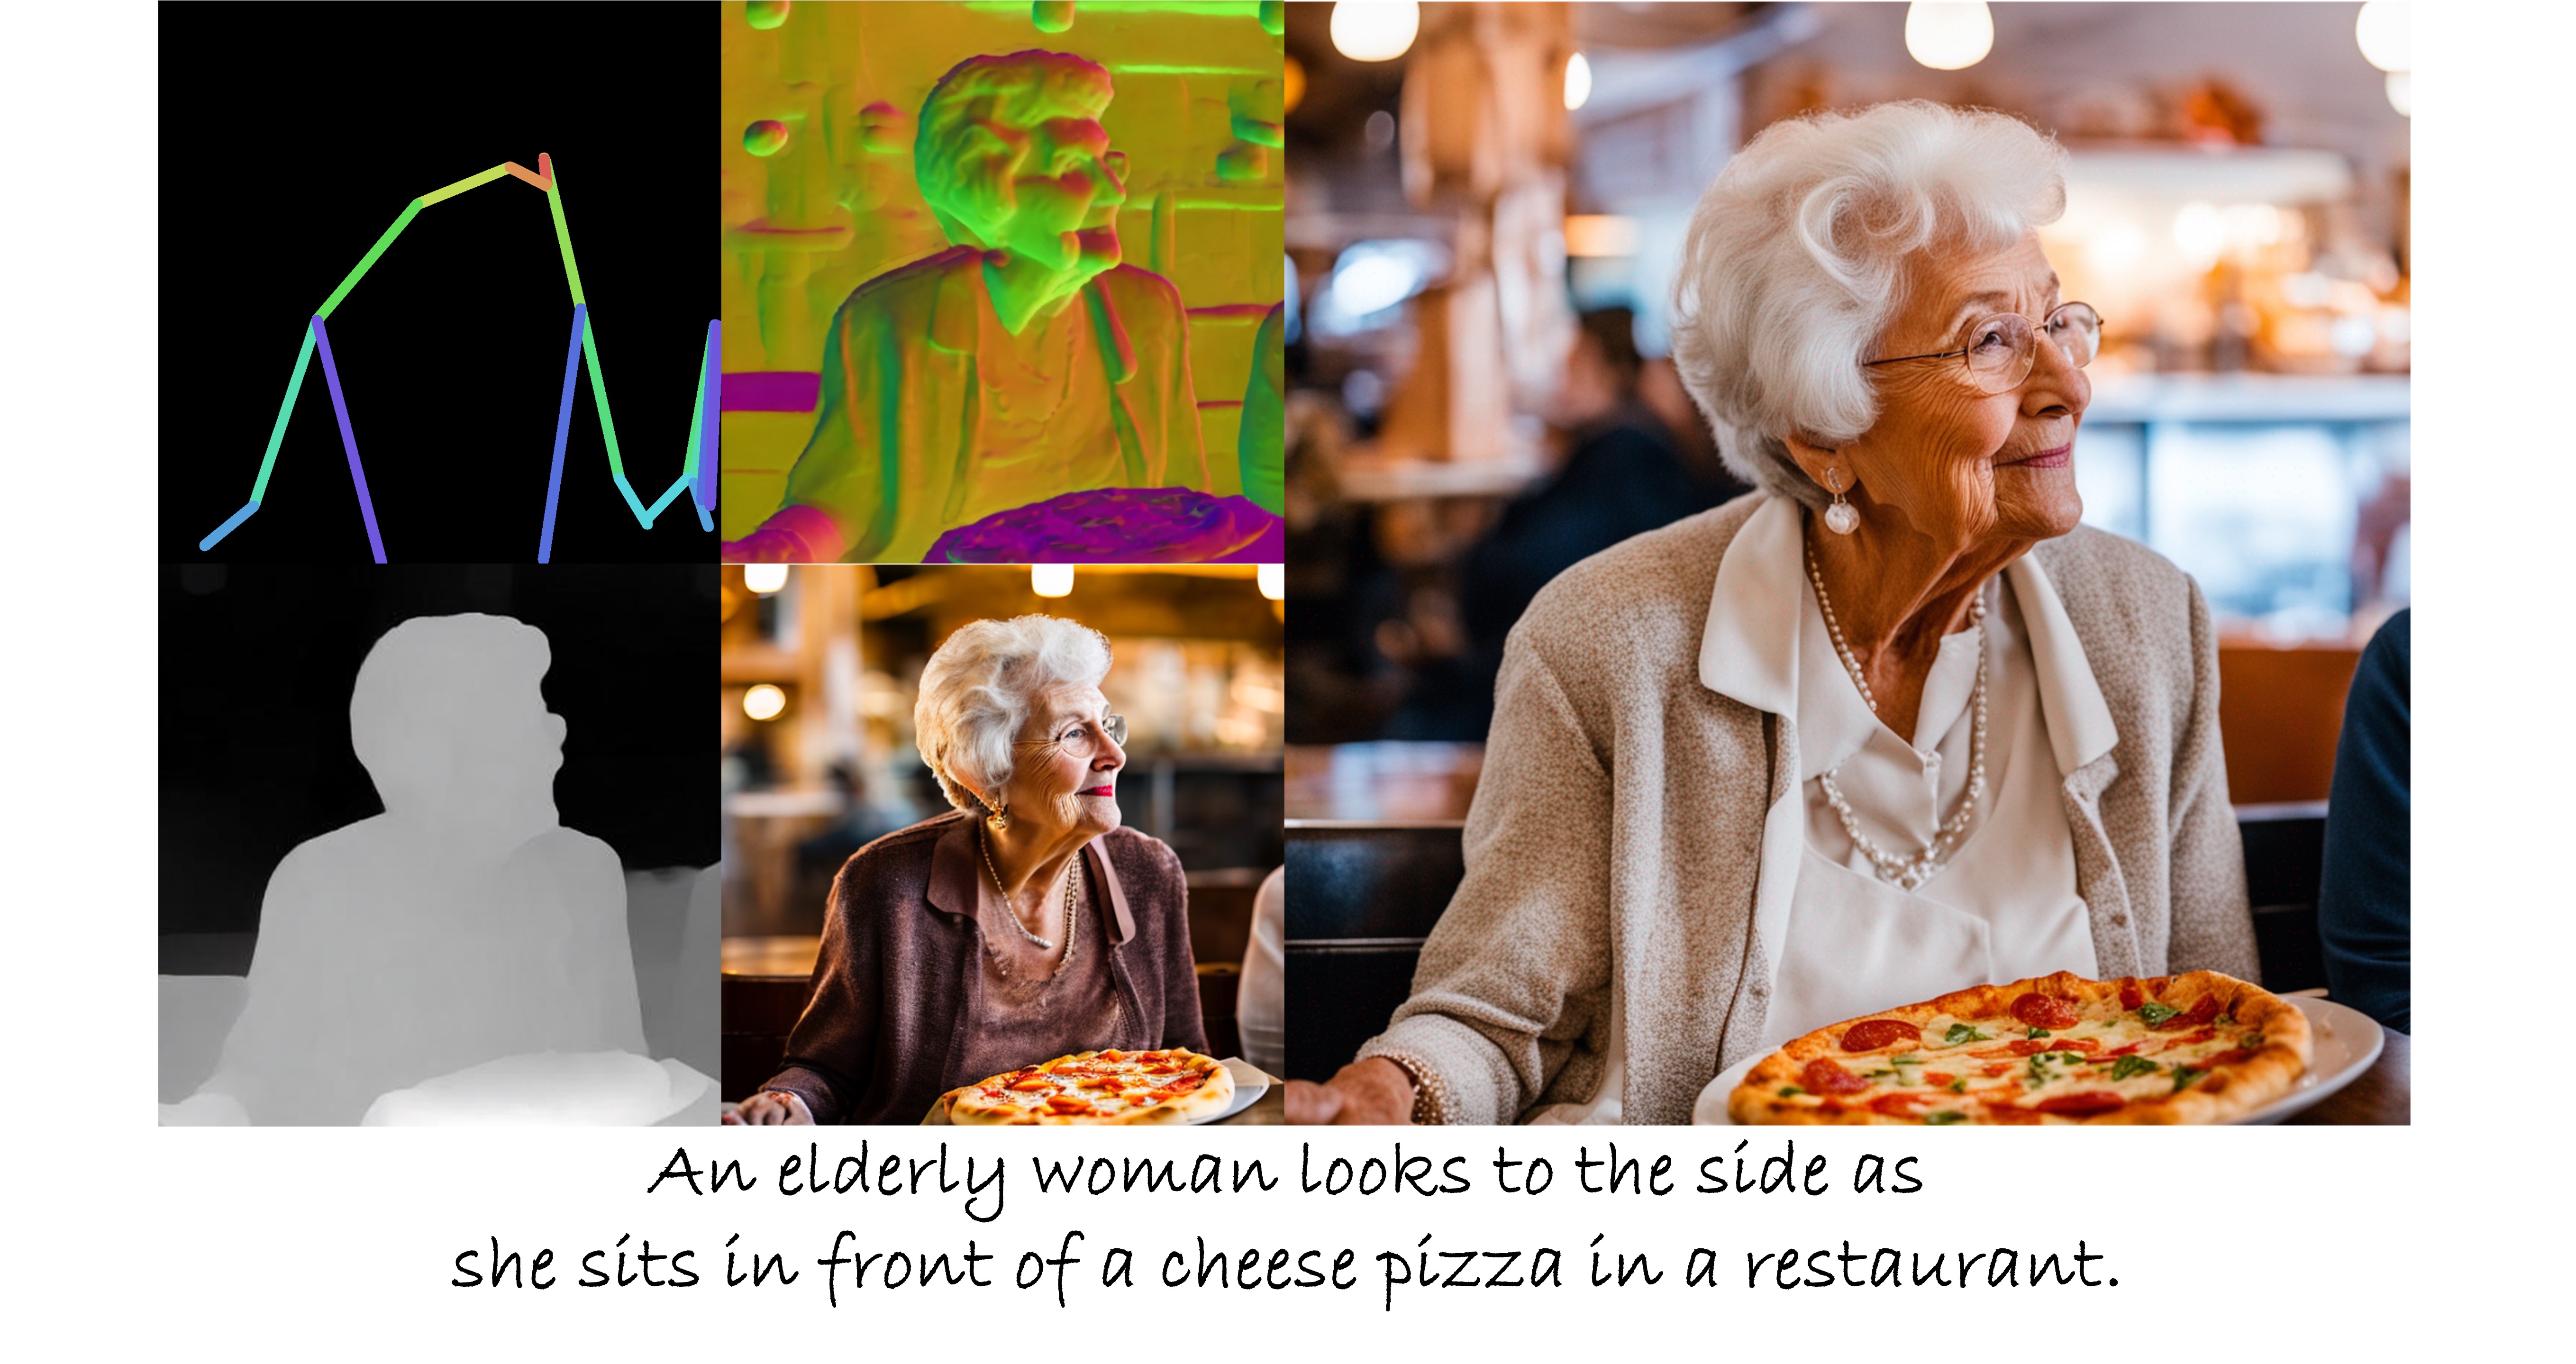 An elderly woman looks to the side as
she sits in front of a cheese pizza in a restaurant.